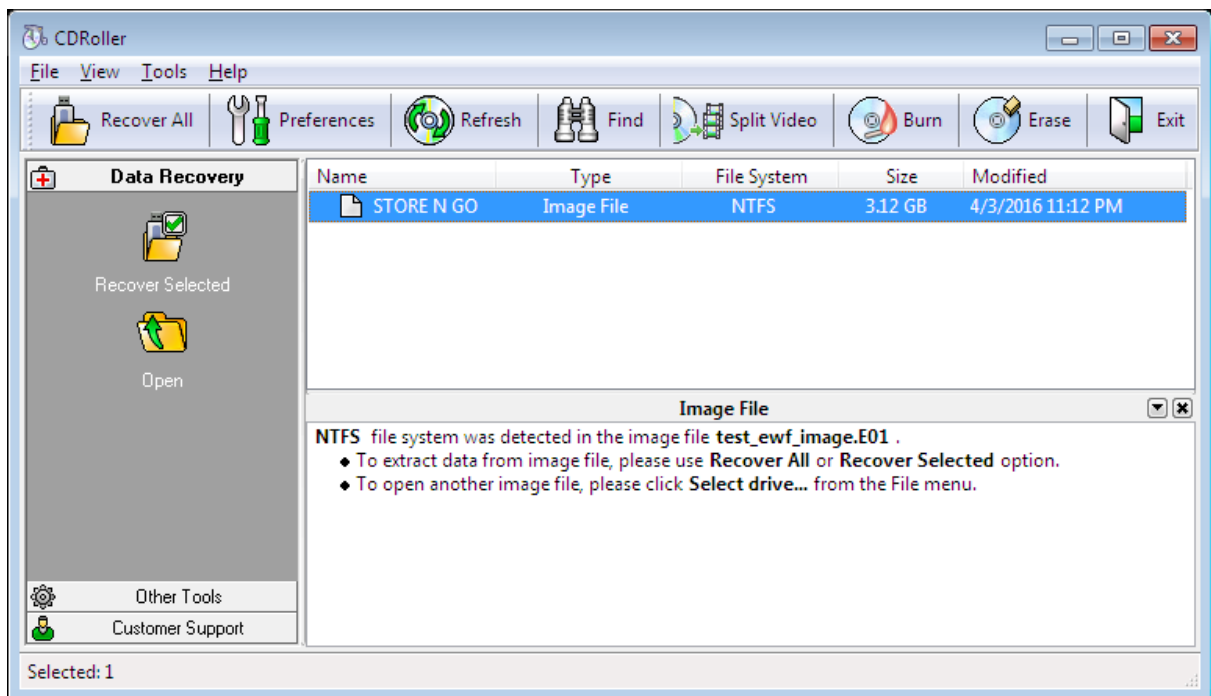 CDRoller
File View Tools Help
Recover All Preferences Refresh Find Split Video Burn Erase Exit
Data Recovery
Recover Selected
Open
Name Type File System Size Modified
STORE N GO Image File NTFS 3.12 GB 4/3/2016 11:12 PM
Image File
NTFS file system was detected in the image file test_ewf_image.E01 .
◆ To extract data from image file, please use Recover All or Recover Selected option.
◆ To open another image file, please click Select drive... from the File menu.
Other Tools
Customer Support
Selected: 1